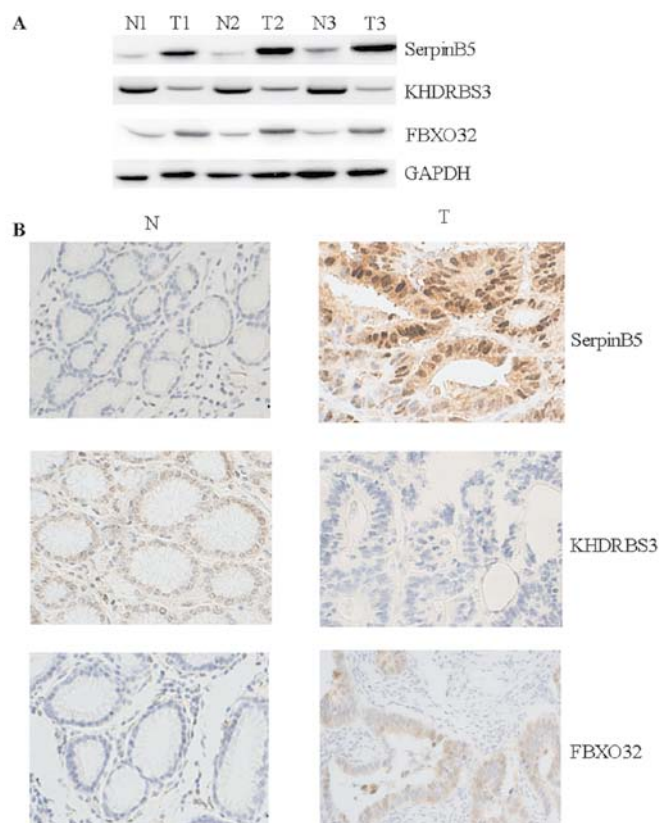 A
N1 T1 N2 T2 N3 T3
SerpinB5
KHDRBS3
FBXO32
GAPDH
B
N T
SerpinB5
KHDRBS3
FBXO32